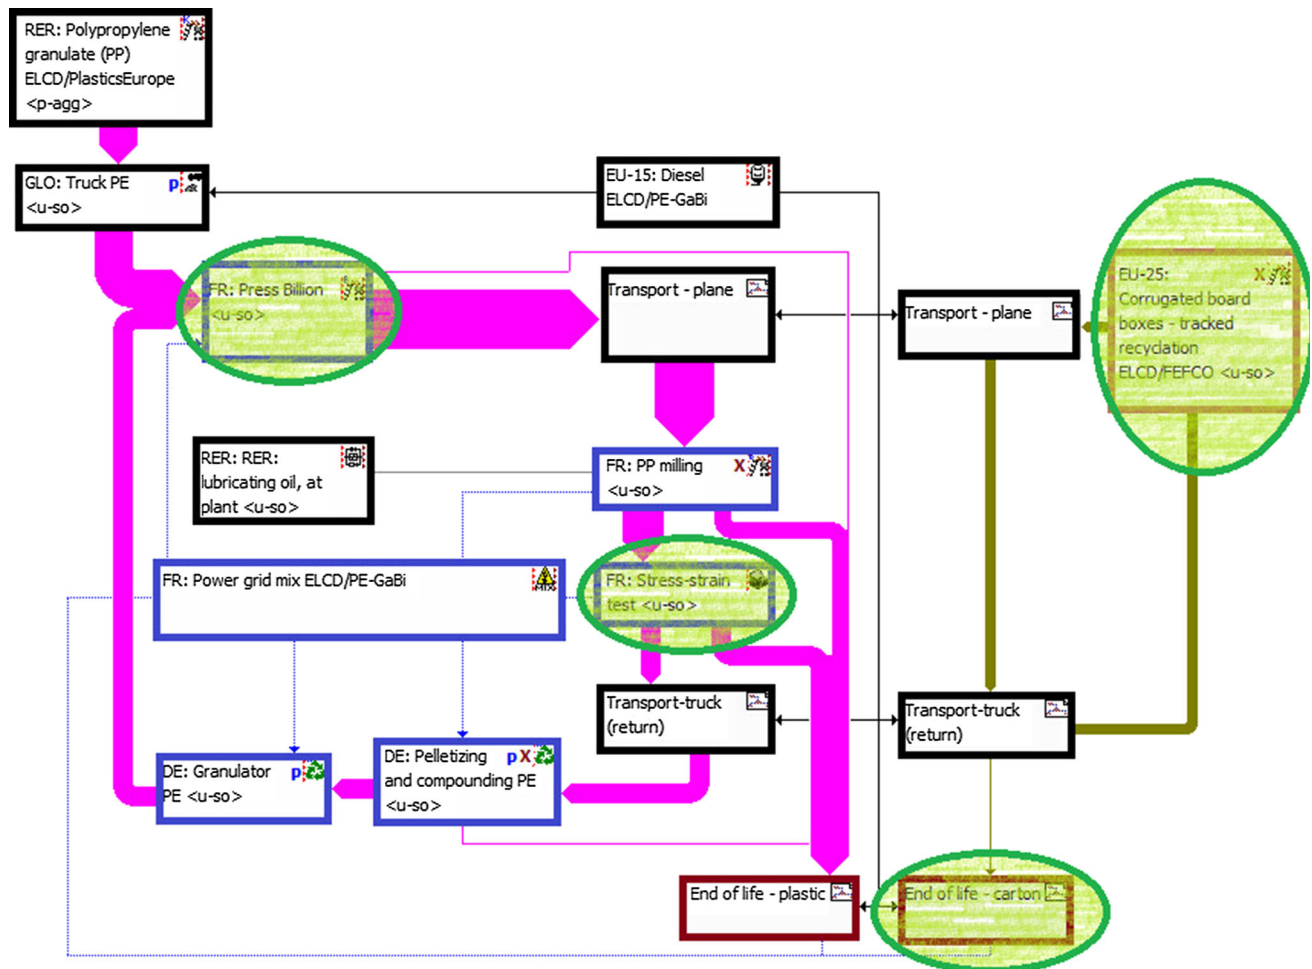 RER: Polypropylene
granulate (PP)
ELCD/PlasticsEurope
<p-agg>
GLO: Truck PE
<u-so>
p
EU-15: Diesel
ELCD/PE-GaBi
FR: Press Billion
<u-so>
Transport - plane
Transport - plane
EU-25:
Corrugated board
boxes - tracked
recydation
ELCD/FEFCO <u-so>
X
RER: RER:
lubricating oil, at
plant <u-so>
FR: PP milling
<u-so>
X
FR: Power grid mix ELCD/PE-GaBi
MIX
FR: Stress-strain
test <u-so>
Transport-truck
(return)
Transport-truck
(return)
DE: Granulator
PE <u-so>
p
DE: Pelletizing
and compounding PE
<u-so>
p X
End of life - plastic
End of life - carton